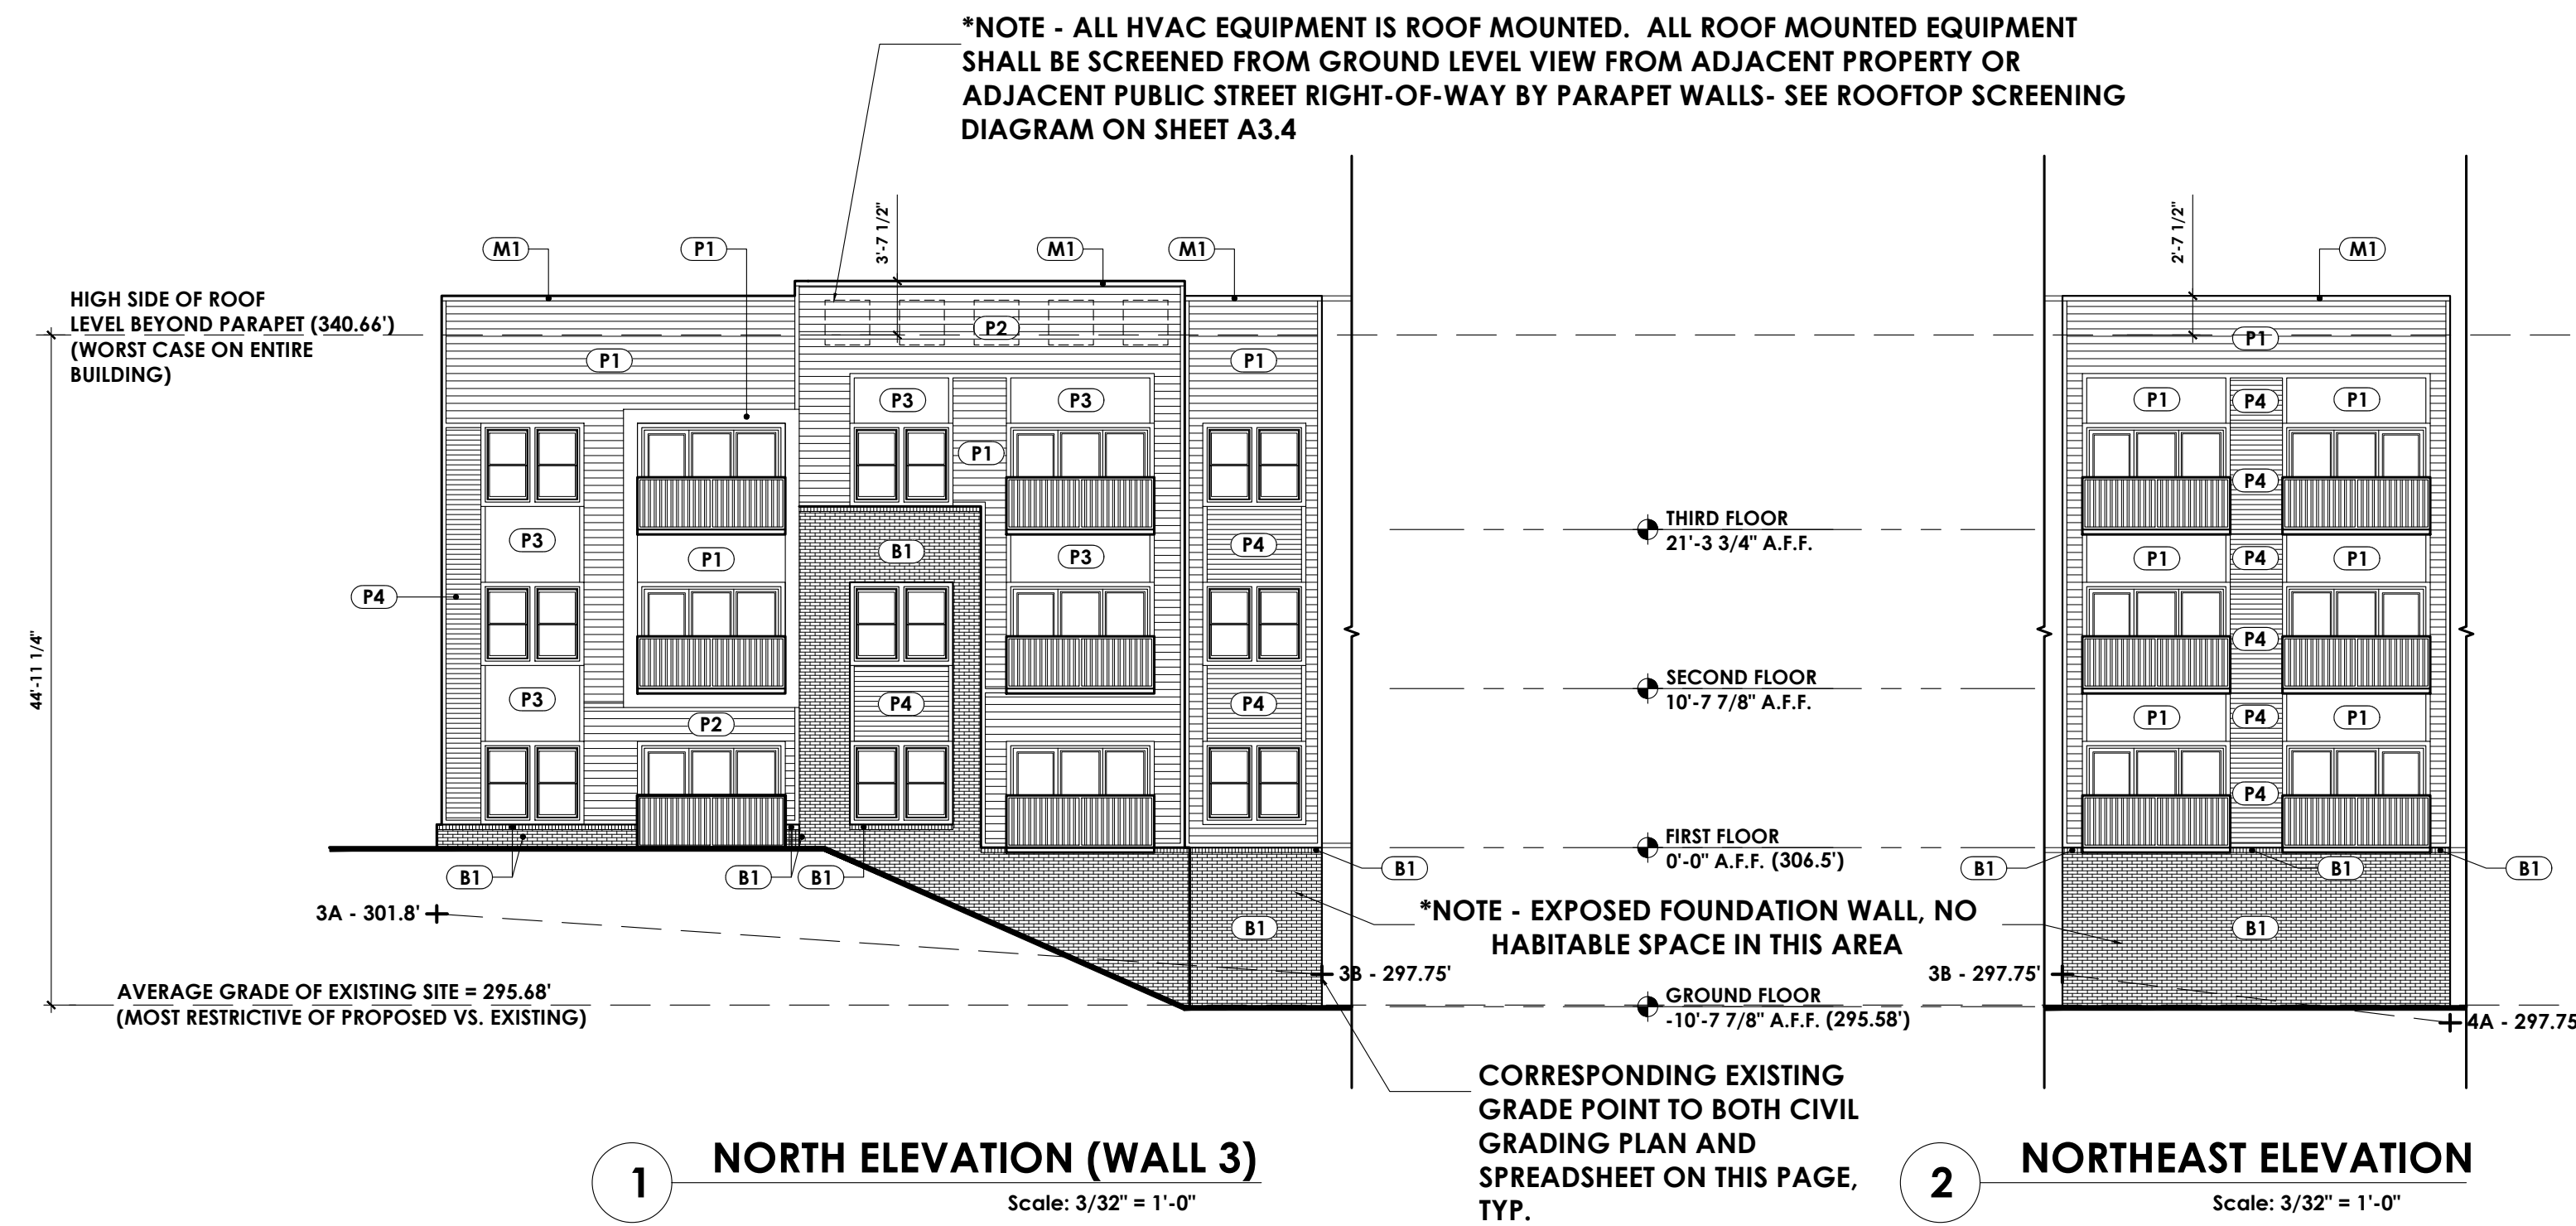 *NOTE - ALL HVAC EQUIPMENT IS ROOF MOUNTED. ALL ROOF MOUNTED EQUIPMENT
SHALL BE SCREENED FROM GROUND LEVEL VIEW FROM ADJACENT PROPERTY OR
ADJACENT PUBLIC STREET RIGHT-OF-WAY BY PARAPET WALLS- SEE ROOFTOP SCREENING
DIAGRAM ON SHEET A3.4
3'-7 1/2"
2'-7 1/2"
M1
P1
M1
M1
M1
HIGH SIDE OF ROOF
LEVEL BEYOND PARAPET (340.66')
(WORST CASE ON ENTIRE
BUILDING)
P2
P1
P1
P1
P3
P3
P1
P4
P1
P1
P4
THIRD FLOOR
21'-3 3/4" A.F.F.
P3
B1
P4
P1
P3
P1
P4
P1
P4
P4
44'-11 1/4"
SECOND FLOOR
10'-7 7/8" A.F.F.
P3
P4
P4
P2
P1
P4
P1
P4
FIRST FLOOR
0'-0" A.F.F. (306.5')
B1
B1
B1
B1
B1
B1
B1
3A - 301.8'
*NOTE - EXPOSED FOUNDATION WALL, NO
HABITABLE SPACE IN THIS AREA
B1
B1
3B - 297.75'
3B - 297.75'
AVERAGE GRADE OF EXISTING SITE = 295.68'
(MOST RESTRICTIVE OF PROPOSED VS. EXISTING)
GROUND FLOOR
-10'-7 7/8" A.F.F. (295.58')
4A - 297.75
CORRESPONDING EXISTING
GRADE POINT TO BOTH CIVIL
GRADING PLAN AND
SPREADSHEET ON THIS PAGE,
TYP.
1
NORTH ELEVATION (WALL 3)
Scale: 3/32" = 1'-0"
2
NORTHEAST ELEVATION
Scale: 3/32" = 1'-0"